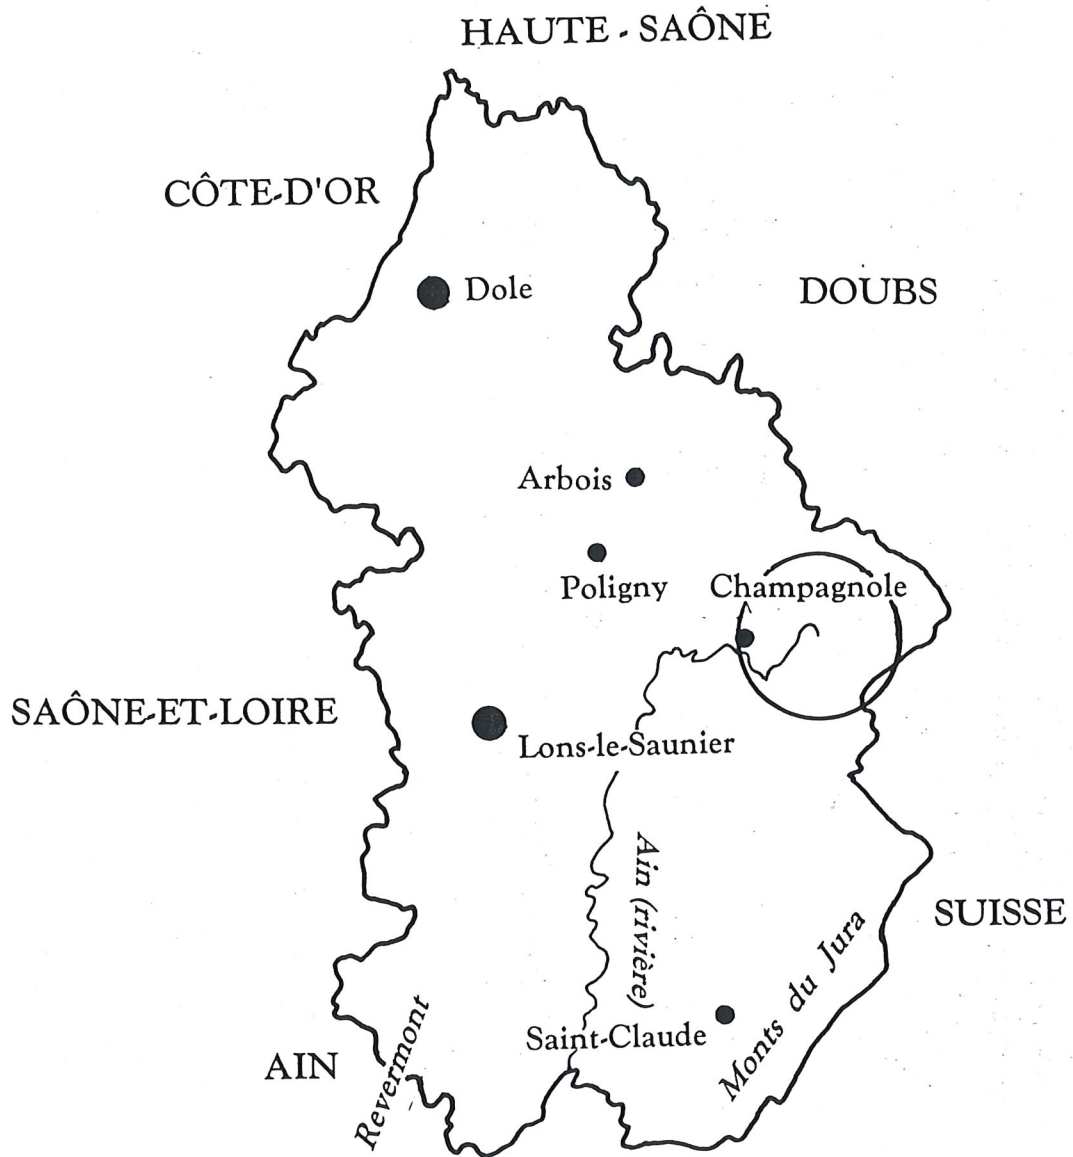 HAUTE - SAÔNE
CÔTE-D'OR
Dole
DOUBS
Arbois
Poligny
Champagnole
SAÔNE-ET-LOIRE
Lons-le-Saunier
Ain (rivière)
SUISSE
Monts du Jura
Saint-Claude
Revermont
AIN